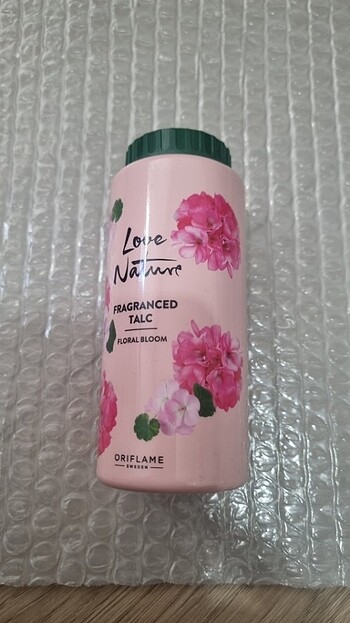 Love
Nature
FRAGRANCED
TALC
FLORAL BLOOM
ORIFLAME
SWEDEN